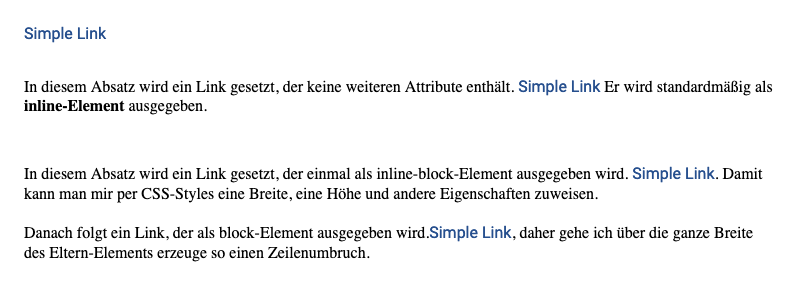 Simple Link
In diesem Absatz wird ein Link gesetzt, der keine weiteren Attribute enthält. Simple Link Er wird standardmäßig als
inline-Element ausgegeben.
In diesem Absatz wird ein Link gesetzt, der einmal als inline-block-Element ausgegeben wird. Simple Link. Damit
kann man mir per CSS-Styles eine Breite, eine Höhe und andere Eigenschaften zuweisen.
Danach folgt ein Link, der als block-Element ausgegeben wird.Simple Link, daher gehe ich über die ganze Breite
des Eltern-Elements erzeuge so einen Zeilenumbruch.